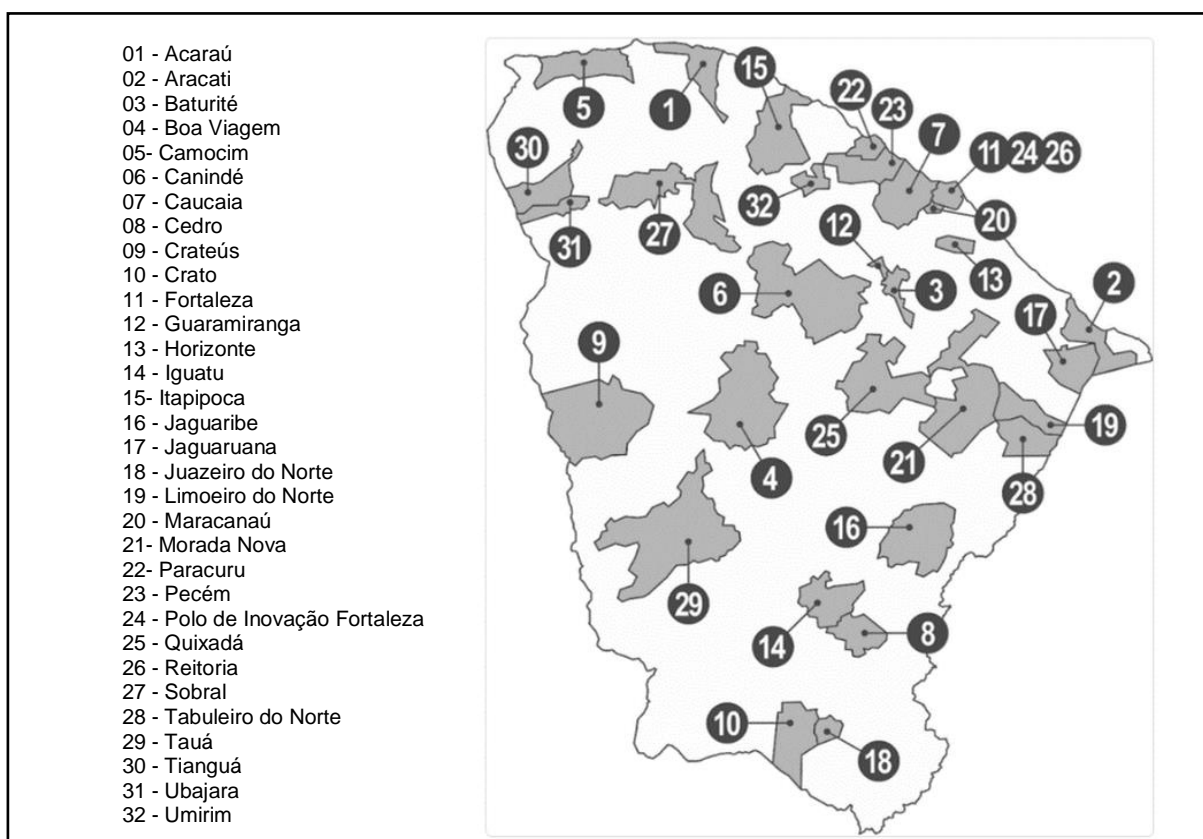 01 - Acaraú
02 - Aracati
03 - Baturité
04 - Boa Viagem
05- Camocim
06 - Canindé
07 - Caucaia
08 - Cedro
09 - Crateús
10 - Crato
11 - Fortaleza
12 - Guaramiranga
13 - Horizonte
14 - Iguatu
15- Itapipoca
16 - Jaguaribe
17 - Jaguaruana
18 - Juazeiro do Norte
19 - Limoeiro do Norte
20 - Maracanaú
21- Morada Nova
22- Paracuru
23 - Pecém
24 - Polo de Inovação Fortaleza
25 - Quixadá
26 - Reitoria
27 - Sobral
28 - Tabuleiro do Norte
29 - Tauá
30 - Tianguá
31 - Ubajara
32 - Umirim
15
5
1
22
23
7
11 24 26
30
32
20
31
27
12
13
6
3
2
17
9
25
21
19
4
28
16
29
14
8
10
18